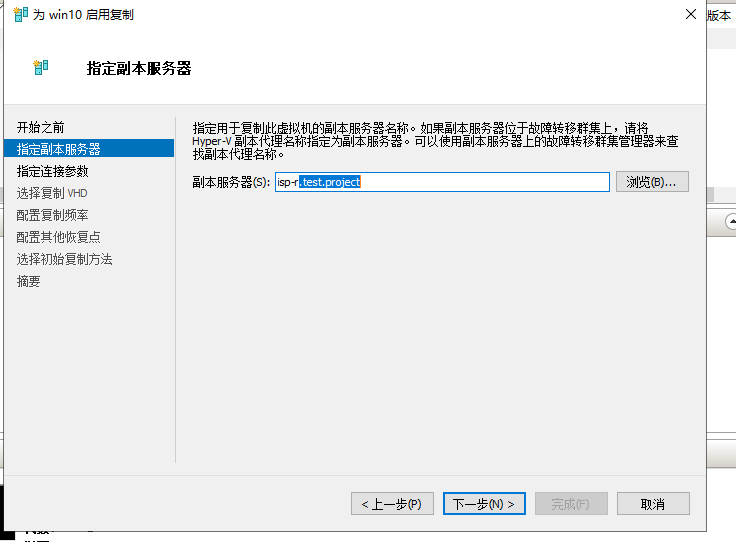 为 win10 启用复制
版本
指定副本服务器
开始之前
指定副本服务器
指定连接参数
选择复制 VHD
配置复制频率
配置其他恢复点
选择初始复制方法
摘要
指定用于复制此虚拟机的副本服务器名称。如果副本服务器位于故障转移群集上，请将
Hyper-V 副本代理名称指定为副本服务器。可以使用副本服务器上的故障转移群集管理器来查
找副本代理名称。
副本服务器(S): isp-r.test.project 浏览(B)...
< 上一步(P) 下一步(N) > 完成(F) 取消